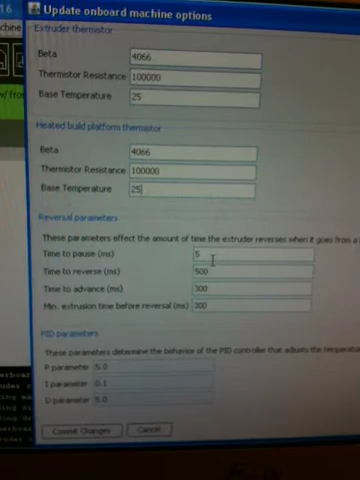 Update onboard machine options
Extruder thermistor
Beta 4066
Thermistor Resistance 100000
Base Temperature 25
Heated build platform thermistor
Beta 4066
Thermistor Resistance 100000
Base Temperature 25
Reversal parameters
These parameters effect the amount of time the extruder reverses when it goes from a
Time to pause (ms) 5
Time to reverse (ms) 500
Time to advance (ms) 300
Min. extrusion time before reversal (ms) 300
PID parameters
These parameters determine the behavior of the PID controller that adjusts the temperatur
P parameter 5.0
I parameter 0.1
D parameter 5.0
Commit Changes Cancel